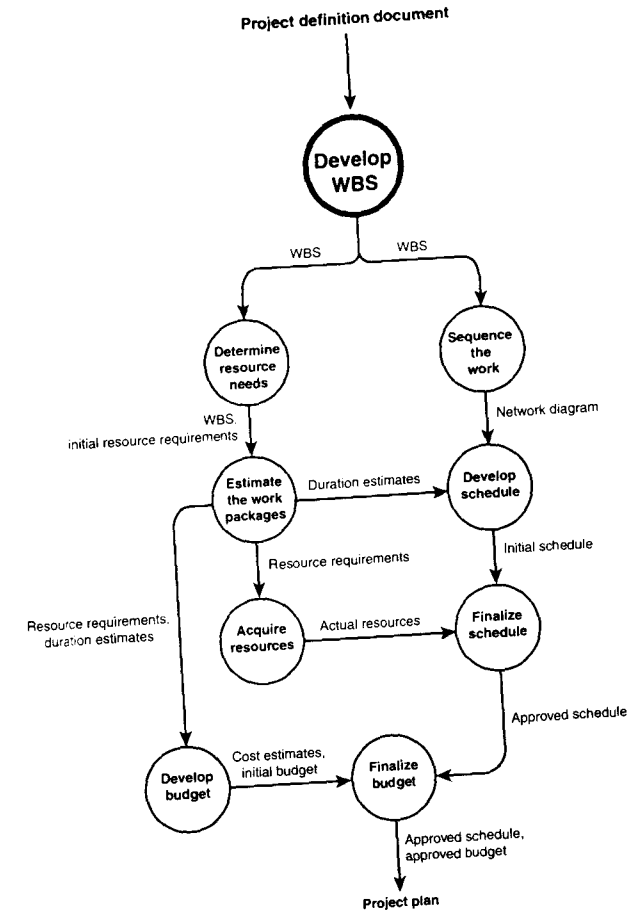 Project definition document
Develop
WBS
WBS
WBS
Determine
resource
needs
Sequence
the
work
WBS,
initial resource requirements
Network diagram
Estimate
the work
packages
Duration estimates
Develop
schedule
Resource requirements
Initial schedule
Resource requirements,
duration estimates
Acquire
resources
Actual resources
Finalize
schedule
Approved schedule
Develop
budget
Cost estimates,
initial budget
Finalize
budget
Approved schedule,
approved budget
Project plan